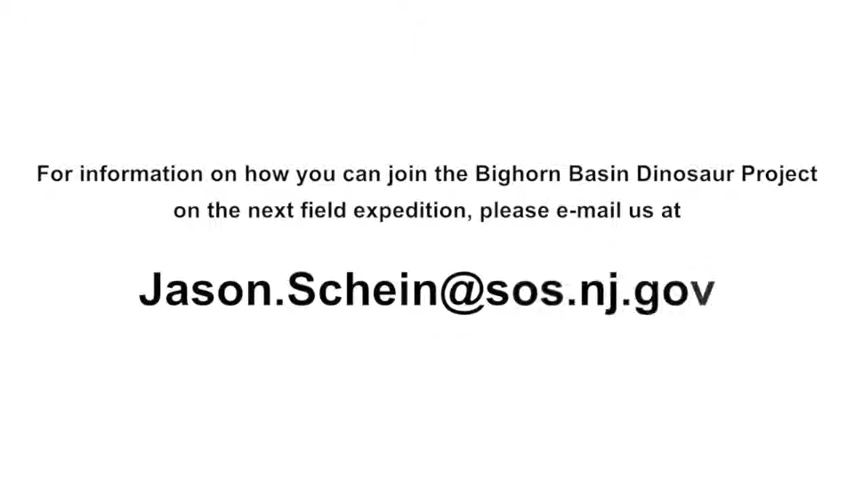 For information on how you can join the Bighorn Basin Dinosaur Project
on the next field expedition, please e-mail us at
Jason.Schein@sos.nj.gov